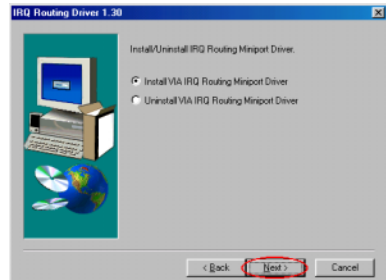 IRQ Routing Driver 1.30
Install/Uninstall IRQ Routing Miniport Driver.
Install VIA IRQ Routing Miniport Driver
Uninstall VIA IRQ Routing Miniport Driver
< Back
Next >
Cancel